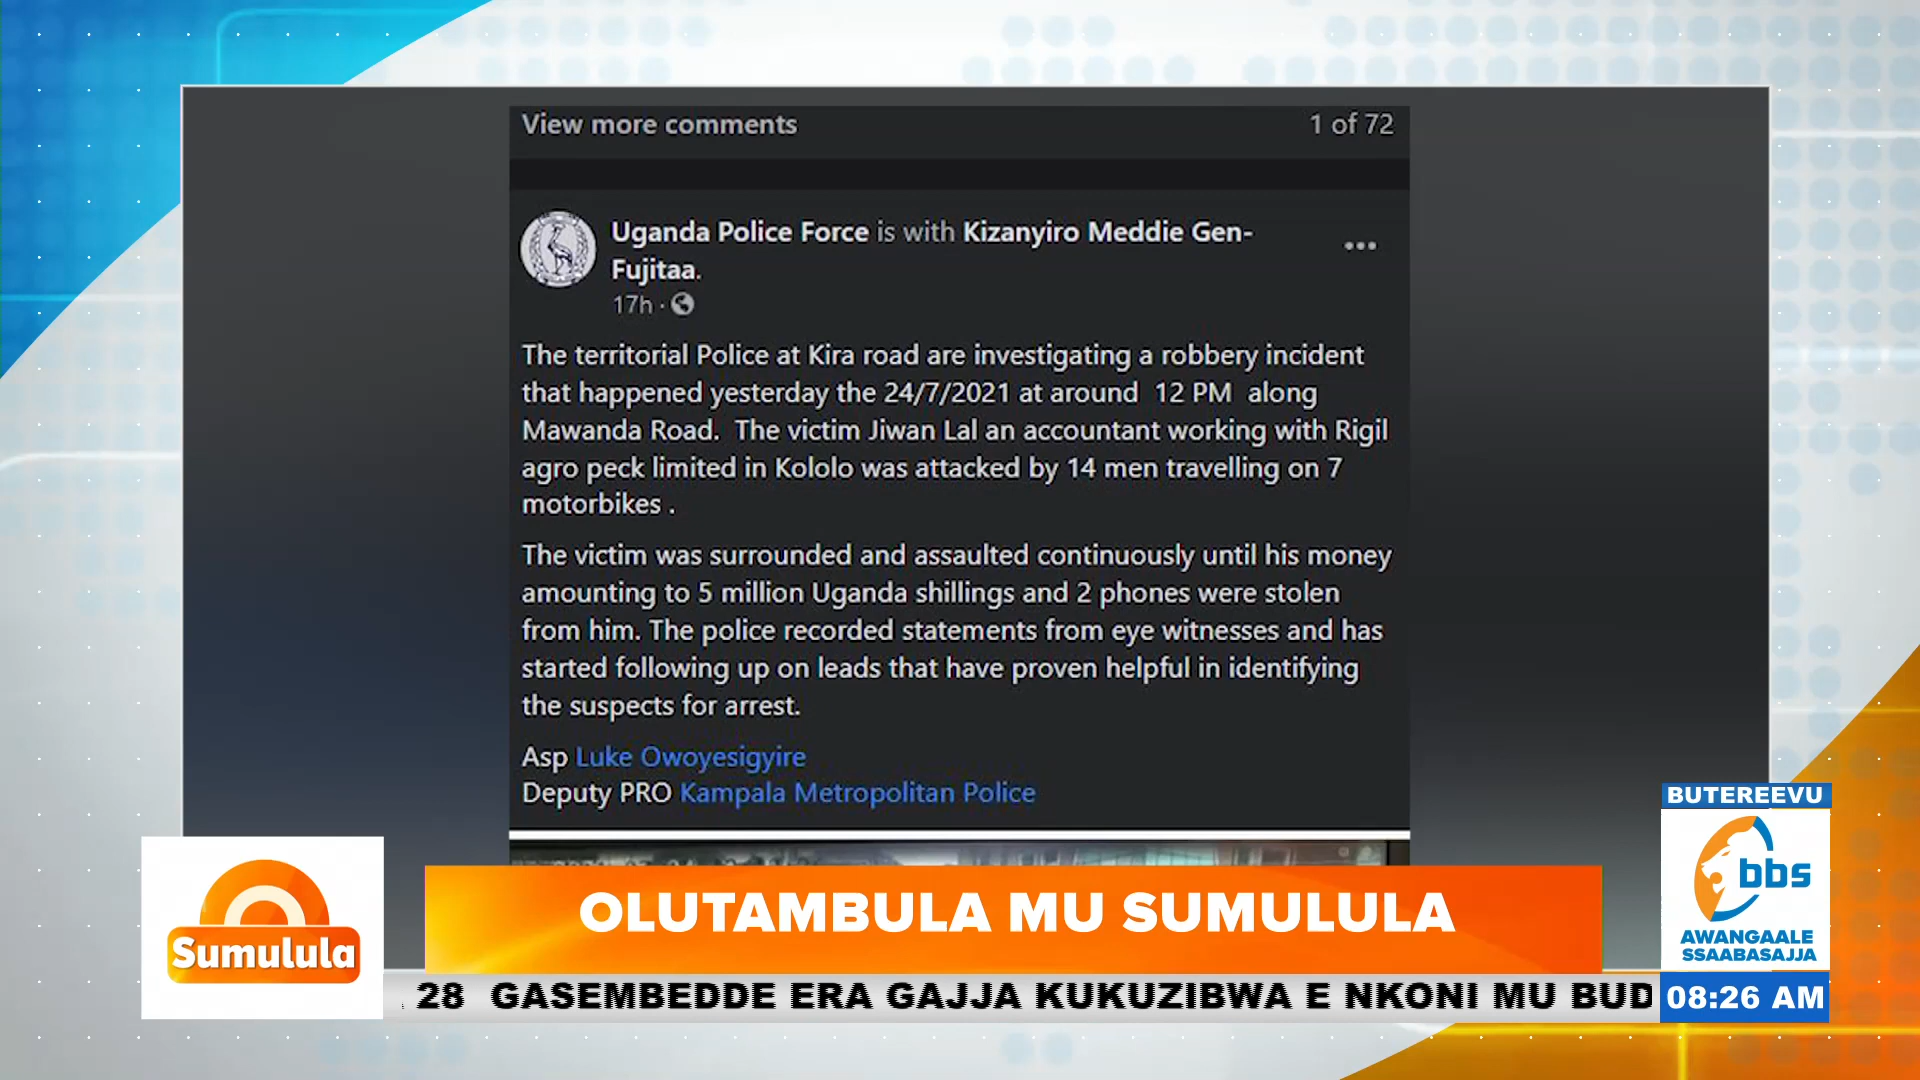 View more comments 1 of 72
Uganda Police Force is with Kizanyiro Meddie Gen-
Fujitaa.
17h ·
The territorial Police at Kira road are investigating a robbery incident
that happened yesterday the 24/7/2021 at around 12 PM along
Mawanda Road. The victim Jiwan Lal an accountant working with Rigil
agro peck limited in Kololo was attacked by 14 men travelling on 7
motorbikes .
The victim was surrounded and assaulted continuously until his money
amounting to 5 million Uganda shillings and 2 phones were stolen
from him. The police recorded statements from eye witnesses and has
started following up on leads that have proven helpful in identifying
the suspects for arrest.
Asp Luke Owoyesigyire
Deputy PRO Kampala Metropolitan Police
BUTEREEVU
bbs
AWANGAALE
SSAABASAJJA
Sumulula
OLUTAMBULA MU SUMULULA
28 GASEMBEDDE ERA GAJJA KUKUZIBWA E NKONI MU BUD
08:26 AM